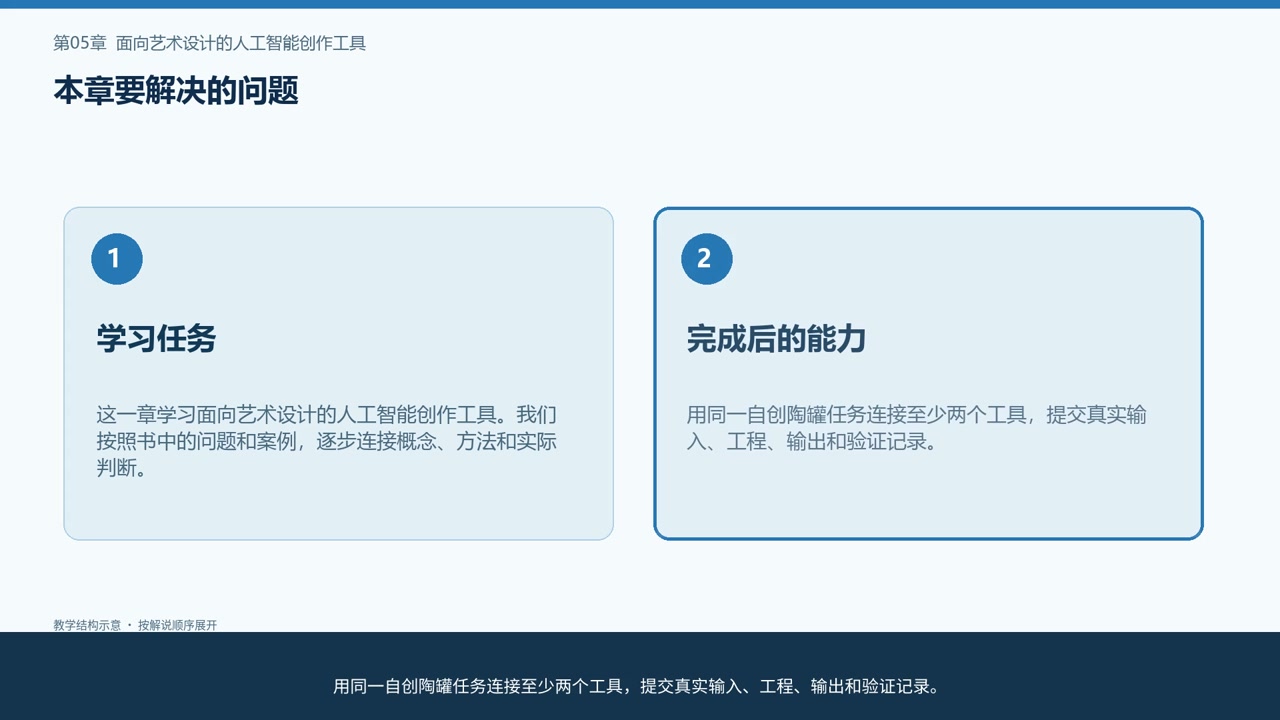 第05章 面向艺术设计的人工智能创作工具
本章要解决的问题
1
学习任务
这一章学习面向艺术设计的人工智能创作工具。我们
按照书中的问题和案例，逐步连接概念、方法和实际
判断。
2
完成后的能力
用同一自创陶罐任务连接至少两个工具，提交真实输
入、工程、输出和验证记录。
教学结构示意 · 按解说顺序展开
用同一自创陶罐任务连接至少两个工具，提交真实输入、工程、输出和验证记录。